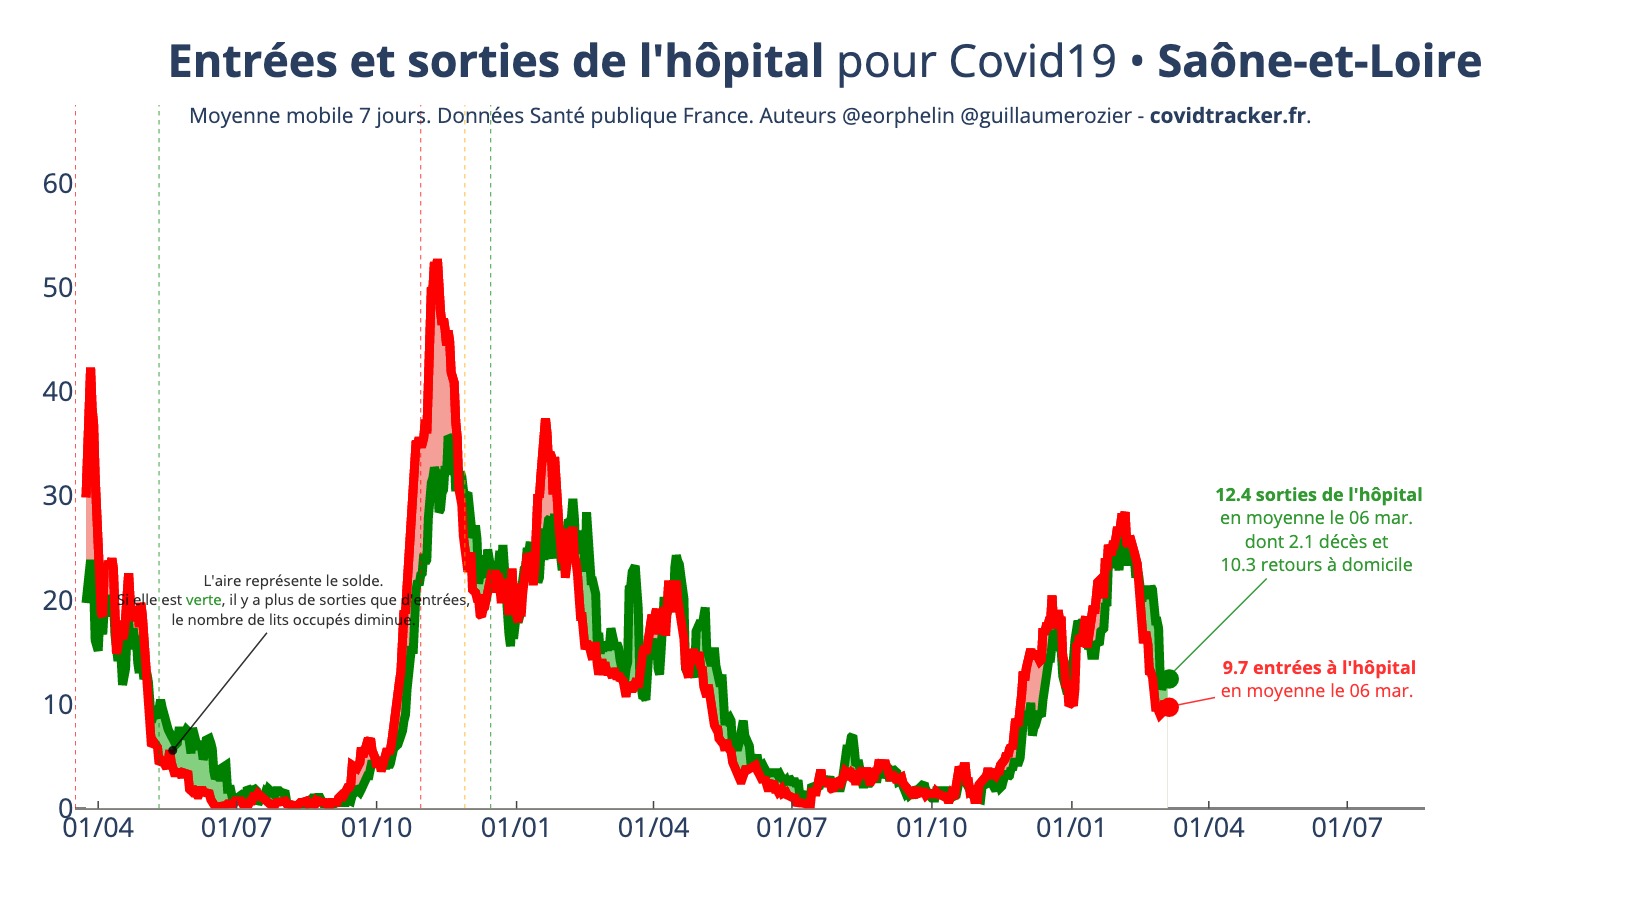 Entrées et sorties de l'hôpital pour Covid19 • Saône-et-Loire
Moyenne mobile 7 jours. Données Santé publique France. Auteurs @eorphelin @guillaumerozier - covidtracker.fr.
60
50
40
30
20
10
0
L'aire représente le solde.
Si elle est verte, il y a plus de sorties que d'entrées,
le nombre de lits occupés diminue.
12.4 sorties de l'hôpital
en moyenne le 06 mar.
dont 2.1 décès et
10.3 retours à domicile
9.7 entrées à l'hôpital
en moyenne le 06 mar.
01/04 01/07 01/10 01/01 01/04 01/07 01/10 01/01 01/04 01/07